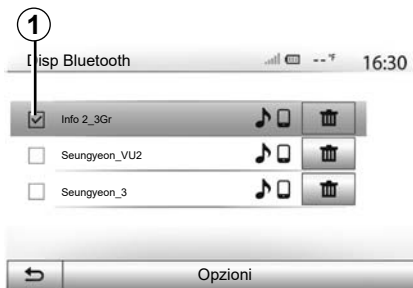 1
Disp Bluetooth -- °F 16:30
Info 2_3Gr
Seungyeon_VU2
Seungyeon_3
Opzioni